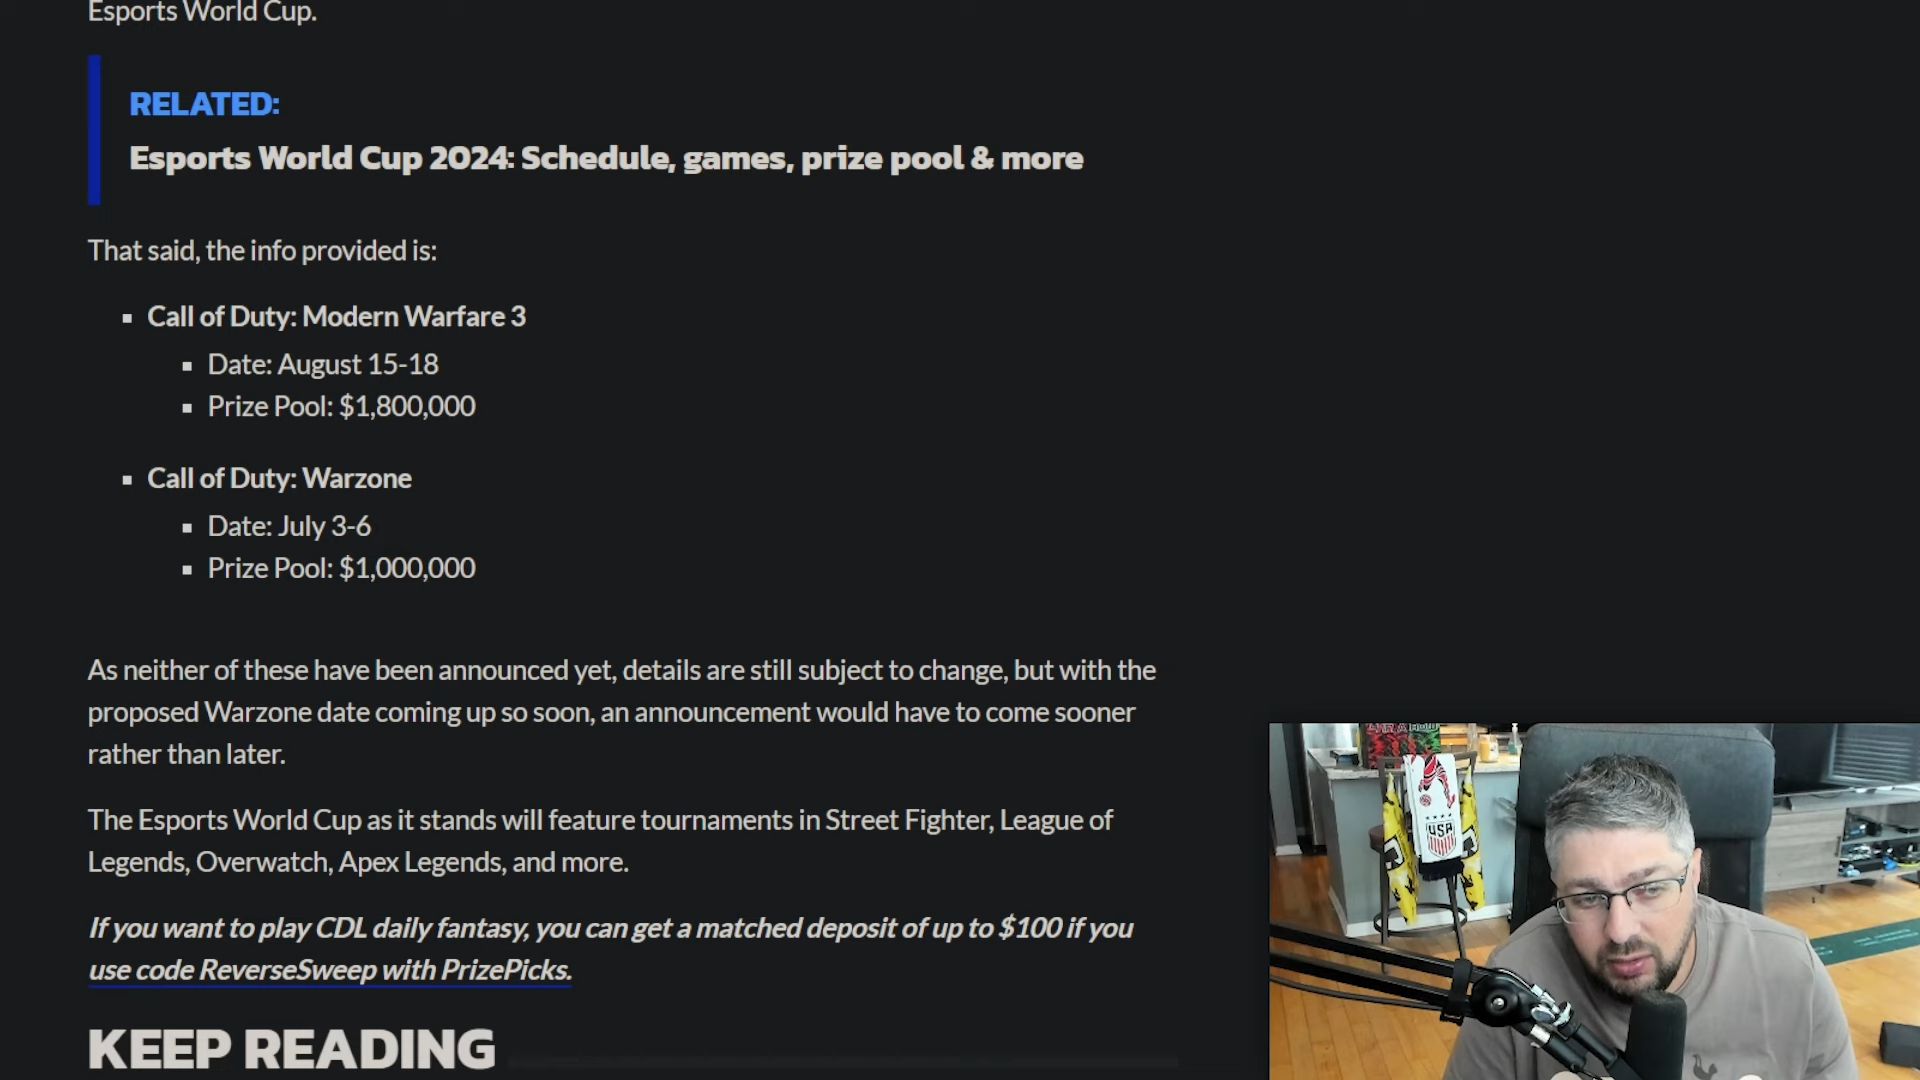 Esports World Cup.
RELATED:
Esports World Cup 2024: Schedule, games, prize pool & more
That said, the info provided is:
Call of Duty: Modern Warfare 3
Date: August 15-18
Prize Pool: $1,800,000
Call of Duty: Warzone
Date: July 3-6
Prize Pool: $1,000,000
As neither of these have been announced yet, details are still subject to change, but with the
proposed Warzone date coming up so soon, an announcement would have to come sooner
rather than later.
The Esports World Cup as it stands will feature tournaments in Street Fighter, League of
Legends, Overwatch, Apex Legends, and more.
If you want to play CDL daily fantasy, you can get a matched deposit of up to $100 if you
use code ReverseSweep with PrizePicks.
KEEP READING
USA